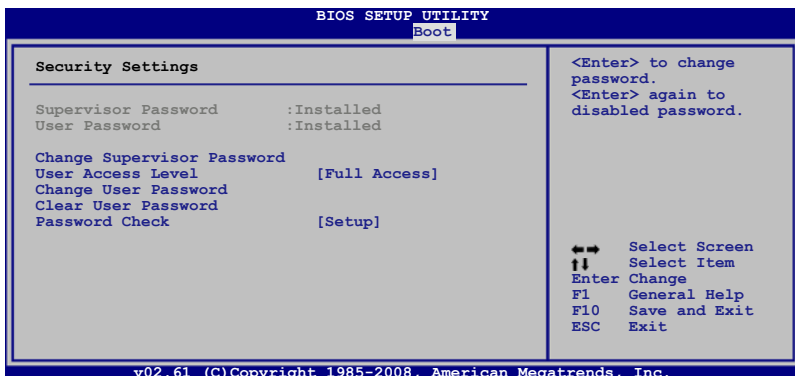 BIOS SETUP UTILITY
Boot
Security Settings
Supervisor Password :Installed
User Password :Installed
Change Supervisor Password
User Access Level [Full Access]
Change User Password
Clear User Password
Password Check [Setup]
<Enter> to change
password.
<Enter> again to
disabled password.
←→ Select Screen
↑↓ Select Item
Enter Change
F1 General Help
F10 Save and Exit
ESC Exit
v02.61 (C)Copyright 1985-2008, American Megatrends, Inc.